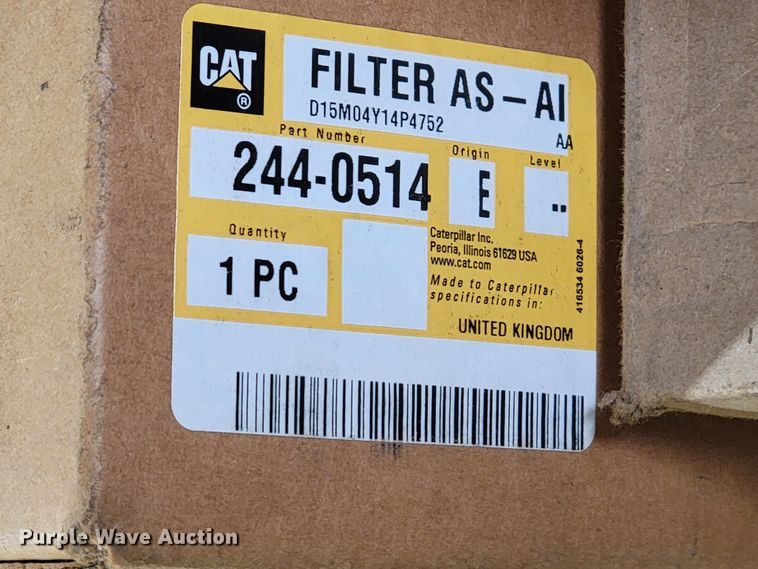 CAT
®
FILTER AS-AI
D15M04Y14P4752
AA
Part Number
Origin
Level
244-0514
E
--
Quantity
1 PC
Caterpillar Inc.
Peoria, Illinois 61629 USA
www.cat.com
Made to Caterpillar
specifications in:
UNITED KINGDOM
416534 6026-4
Purple Wave Auction